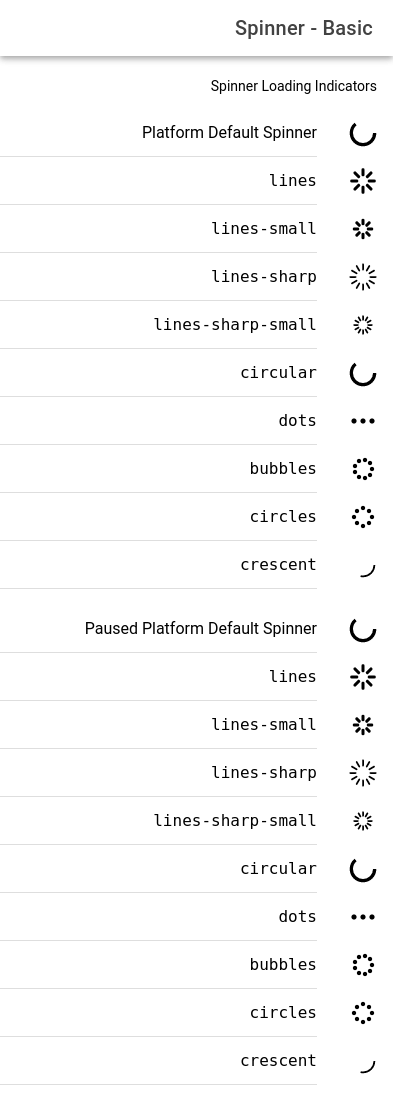 Spinner - Basic
Spinner Loading Indicators
Platform Default Spinner
lines
lines-small
lines-sharp
lines-sharp-small
circular
dots
bubbles
circles
crescent
Paused Platform Default Spinner
lines
lines-small
lines-sharp
lines-sharp-small
circular
dots
bubbles
circles
crescent